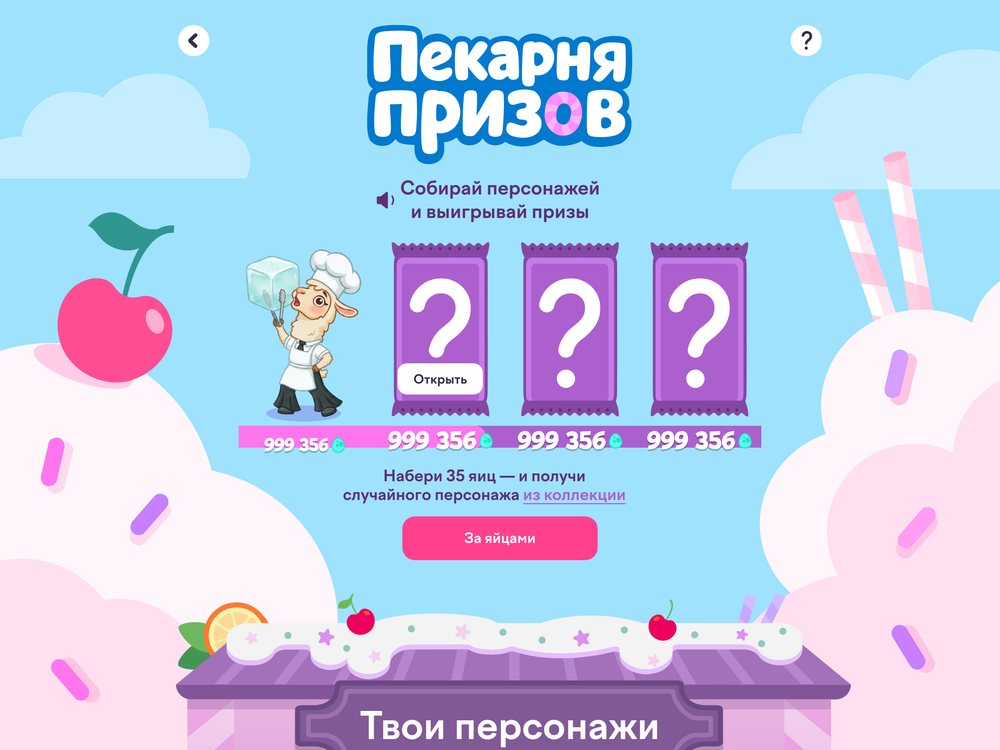 Пекарня
призов
Собирай персонажей
и выигрывай призы
?
? ? ?
Открыть
999 356 999 356 999 356 999 356
Набери 35 яиц — и получи
случайного персонажа из коллекции
За яйцами
Твои персонажи